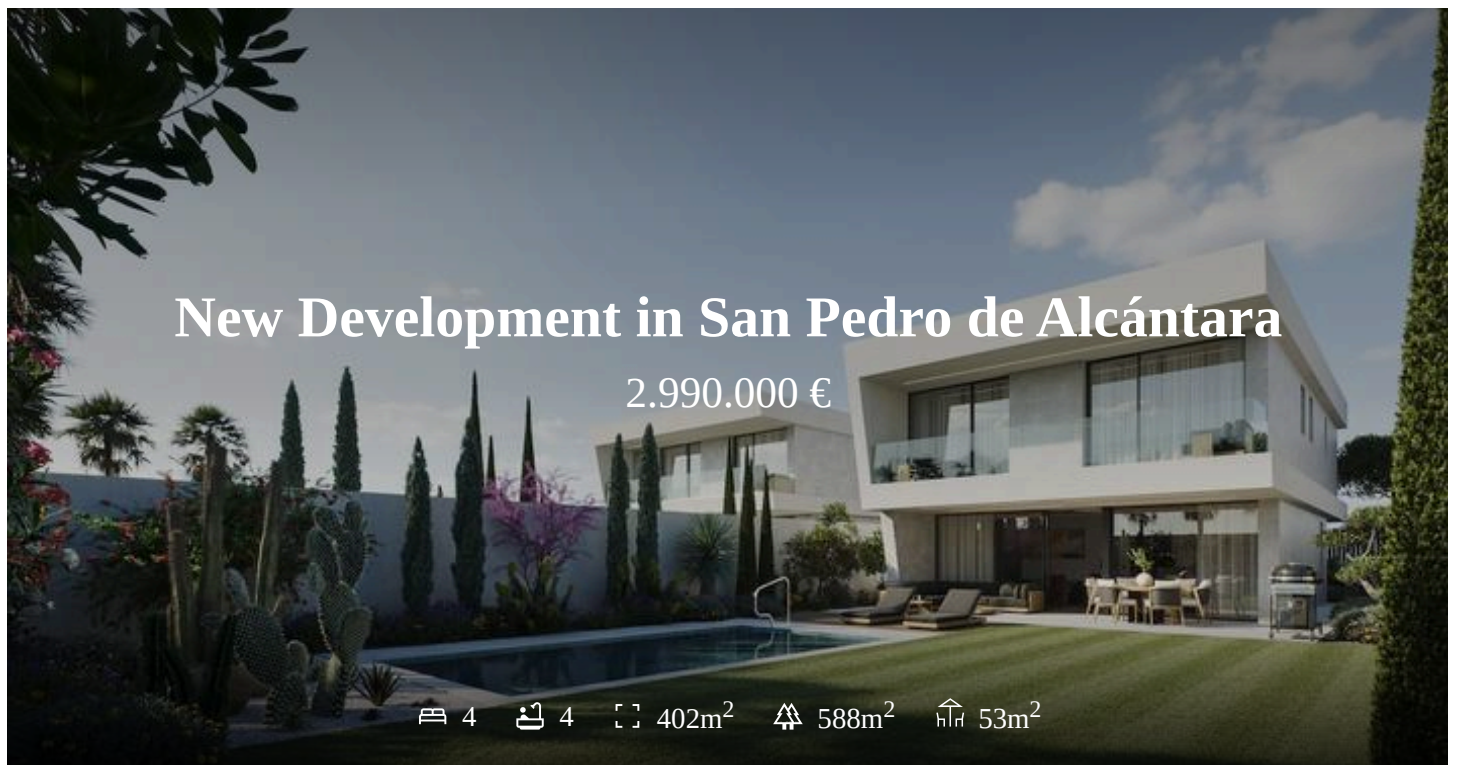 New Development in San Pedro de Alcántara
2.990.000 €
4 4 402m² 588m² 53m²